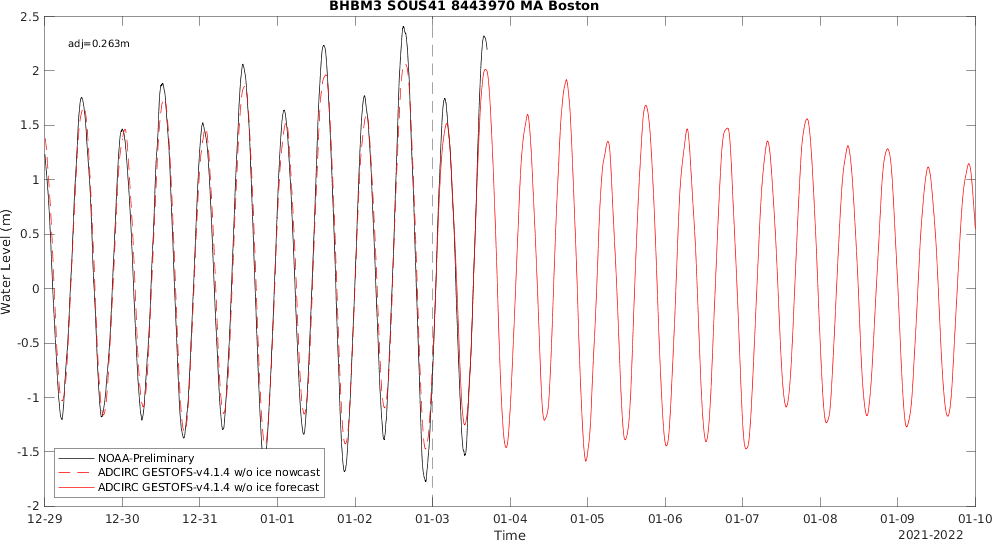 BHBM3 SOUS41 8443970 MA Boston
adj=0.263m
2.5
2
1.5
1
0.5
0
-0.5
-1
-1.5
-2
Water Level (m)
NOAA-Preliminary
ADCIRC GESTOFS-v4.1.4 w/o ice nowcast
ADCIRC GESTOFS-v4.1.4 w/o ice forecast
12-29 12-30 12-31 01-01 01-02 01-03 01-04 01-05 01-06 01-07 01-08 01-09 01-10
Time
2021-2022